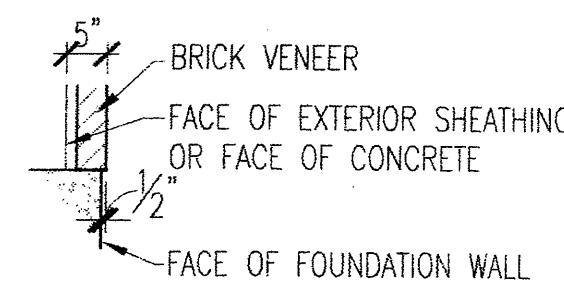 5"
BRICK VENEER
FACE OF EXTERIOR SHEATHING
OR FACE OF CONCRETE
1/2"
FACE OF FOUNDATION WALL